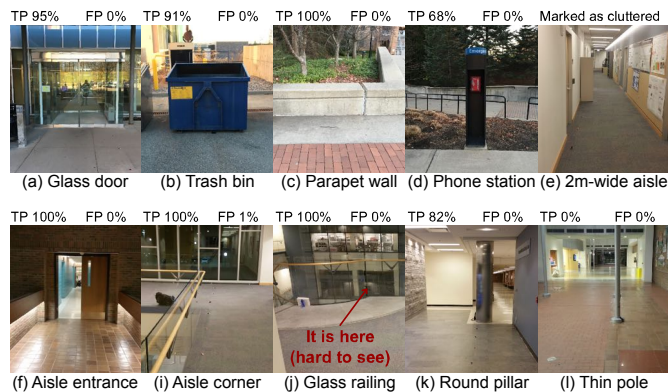 TP 95% FP 0% TP 91% FP 0% TP 100% FP 0% TP 68% FP 0% Marked as cluttered
(a) Glass door (b) Trash bin (c) Parapet wall (d) Phone station (e) 2m-wide aisle
TP 100% FP 0% TP 100% FP 1% TP 100% FP 0% TP 82% FP 0% TP 0% FP 0%
It is here
(hard to see)
(f) Aisle entrance (i) Aisle corner (j) Glass railing (k) Round pillar (l) Thin pole